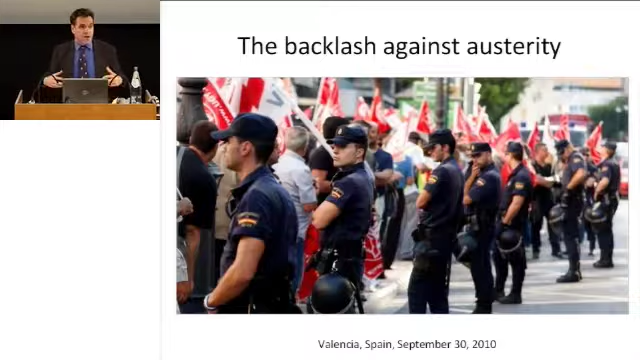 The backlash against austerity
Valencia, Spain, September 30, 2010